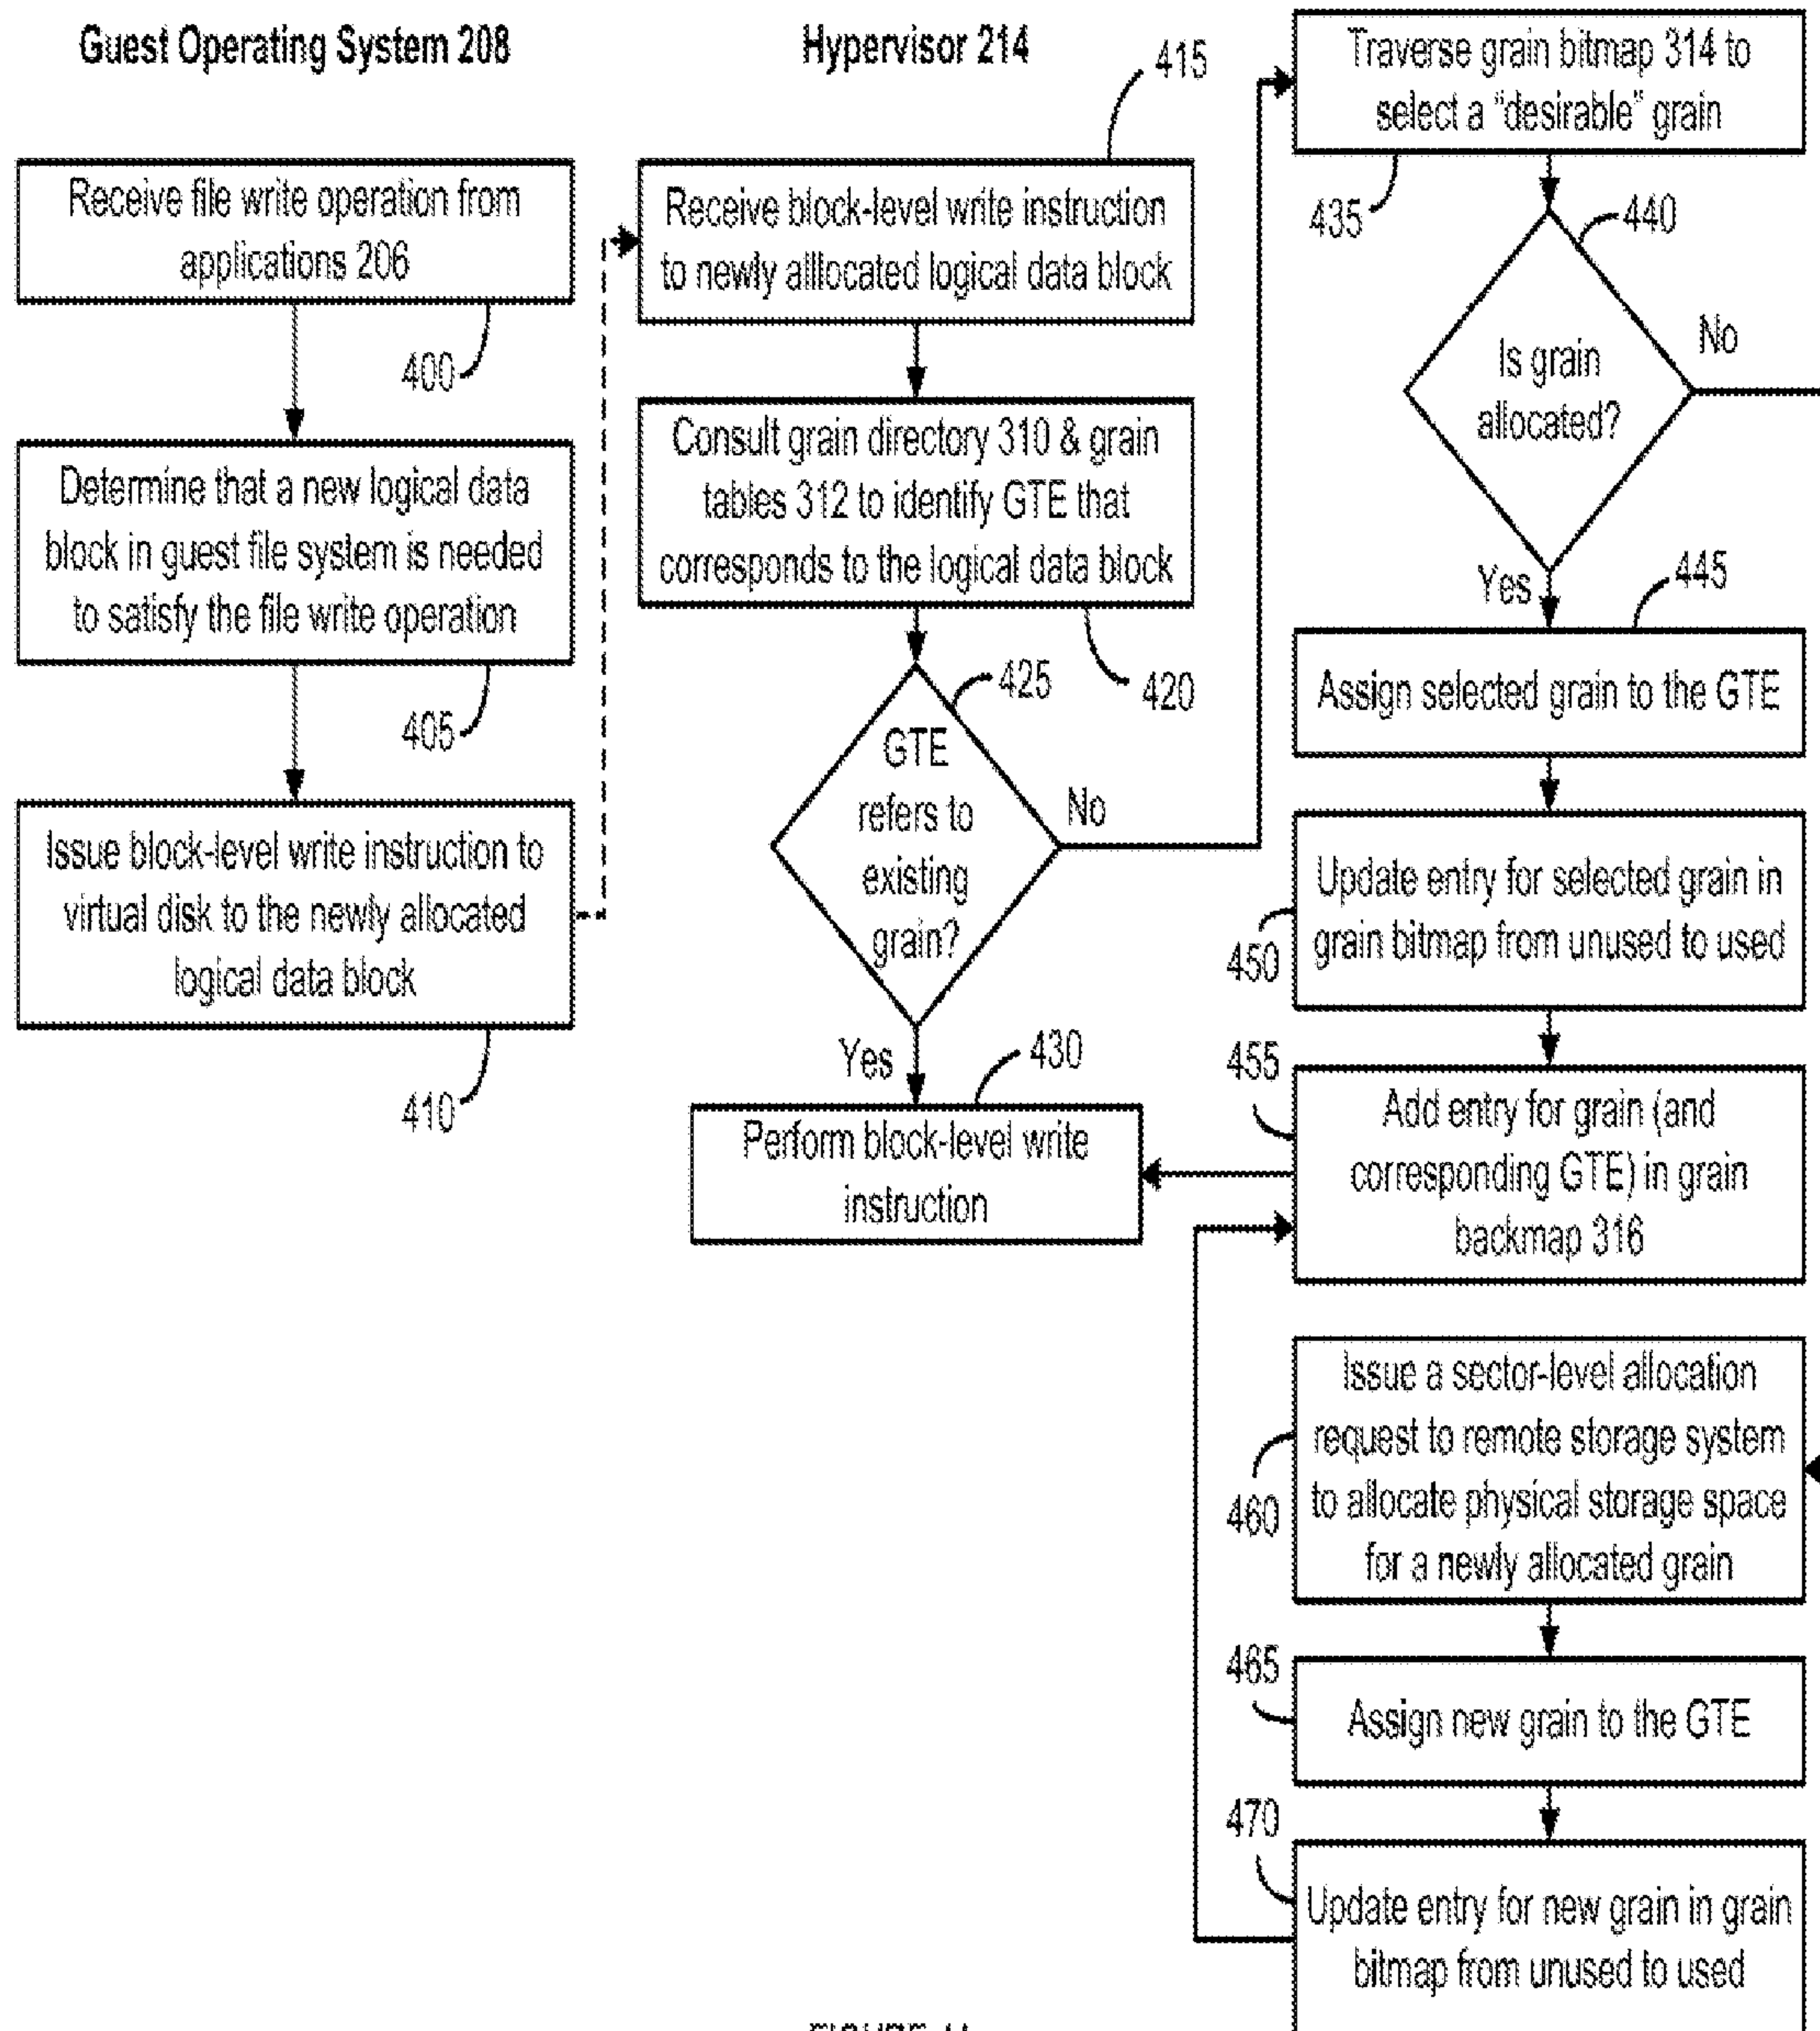 Guest Operating System 208
Receive file write operation from
applications 206
400
Determine that a new logical data
block in guest file system is needed
to satisfy the file write operation
405
Issue block-level write instruction to
virtual disk to the newly allocated
logical data block
410
Hypervisor 214
415
Receive block-level write instruction
to newly alllocated logical data block
Consult grain directory 310 & grain
tables 312 to identify GTE that
corresponds to the logical data block
420
425
GTE
refers to
existing
grain?
No
Yes
430
Perform block-level write
instruction
Traverse grain bitmap 314 to
select a "desirable" grain
435
440
Is grain
allocated?
No
Yes
445
Assign selected grain to the GTE
Update entry for selected grain in
grain bitmap from unused to used
450
455
Add entry for grain (and
corresponding GTE) in grain
backmap 316
Issue a sector-level allocation
request to remote storage system
to allocate physical storage space
for a newly allocated grain
460
465
Assign new grain to the GTE
470
Update entry for new grain in grain
bitmap from unused to used